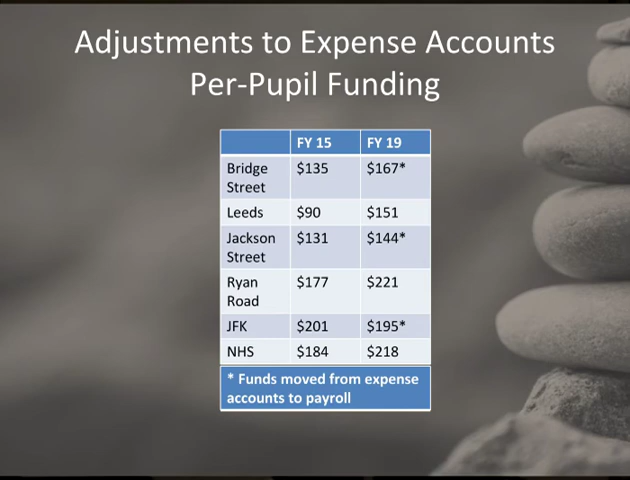 Adjustments to Expense Accounts
Per-Pupil Funding
FY 15 FY 19
Bridge Street $135 $167*
Leeds $90 $151
Jackson Street $131 $144*
Ryan Road $177 $221
JFK $201 $195*
NHS $184 $218
* Funds moved from expense
accounts to payroll